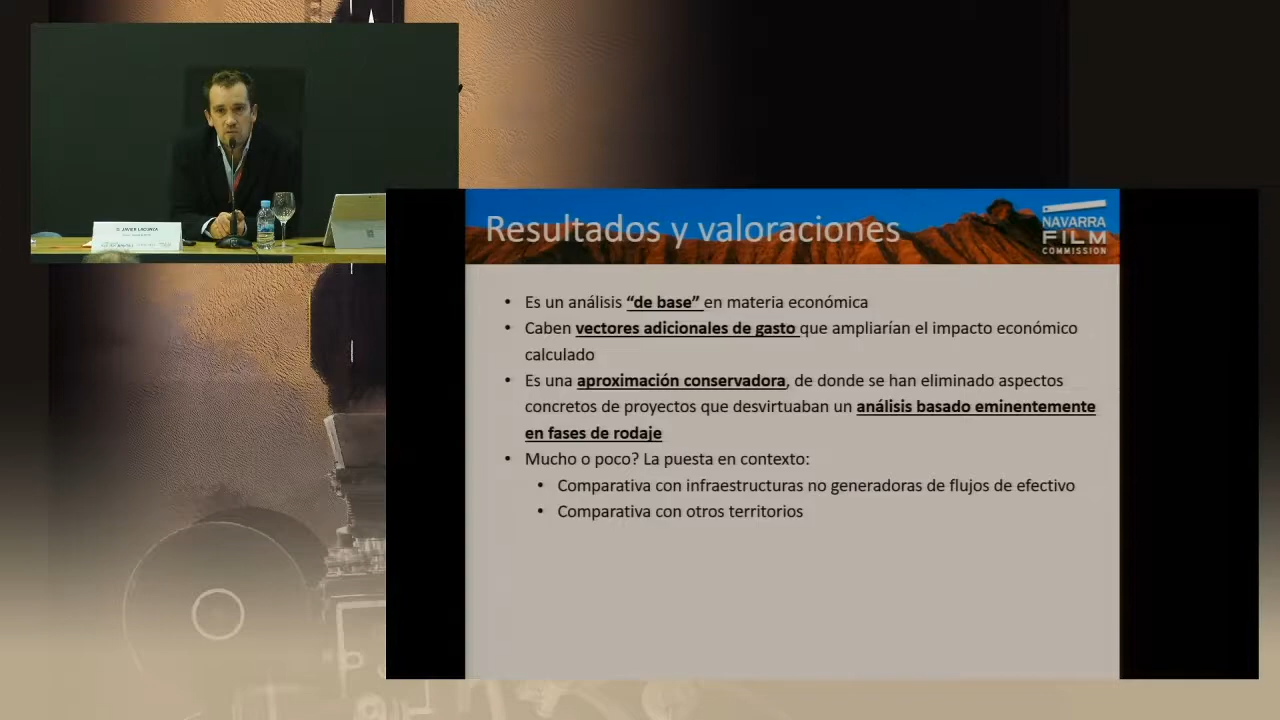 D. JAVIER LACUNZA
Resultados y valoraciones
NAVARRA
FILM
COMMISSION
• Es un análisis “de base” en materia económica
• Caben vectores adicionales de gasto que ampliarían el impacto económico
calculado
• Es una aproximación conservadora, de donde se han eliminado aspectos
concretos de proyectos que desvirtuaban un análisis basado eminentemente
en fases de rodaje
• Mucho o poco? La puesta en contexto:
• Comparativa con infraestructuras no generadoras de flujos de efectivo
• Comparativa con otros territorios